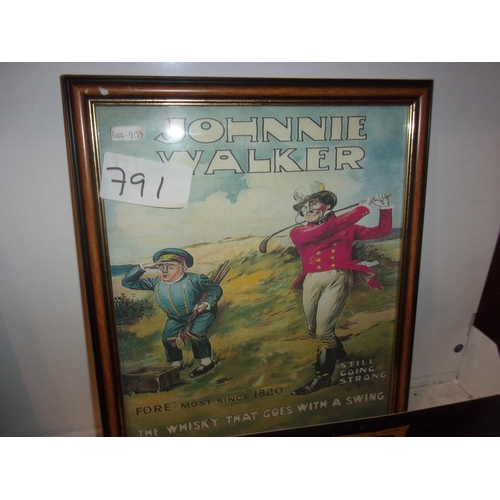 JOHNNIE
WALKER
791
STILL
GOING
STRONG
FORE-MOST SINCE 1820
THE WHISKY THAT GOES WITH A SWING